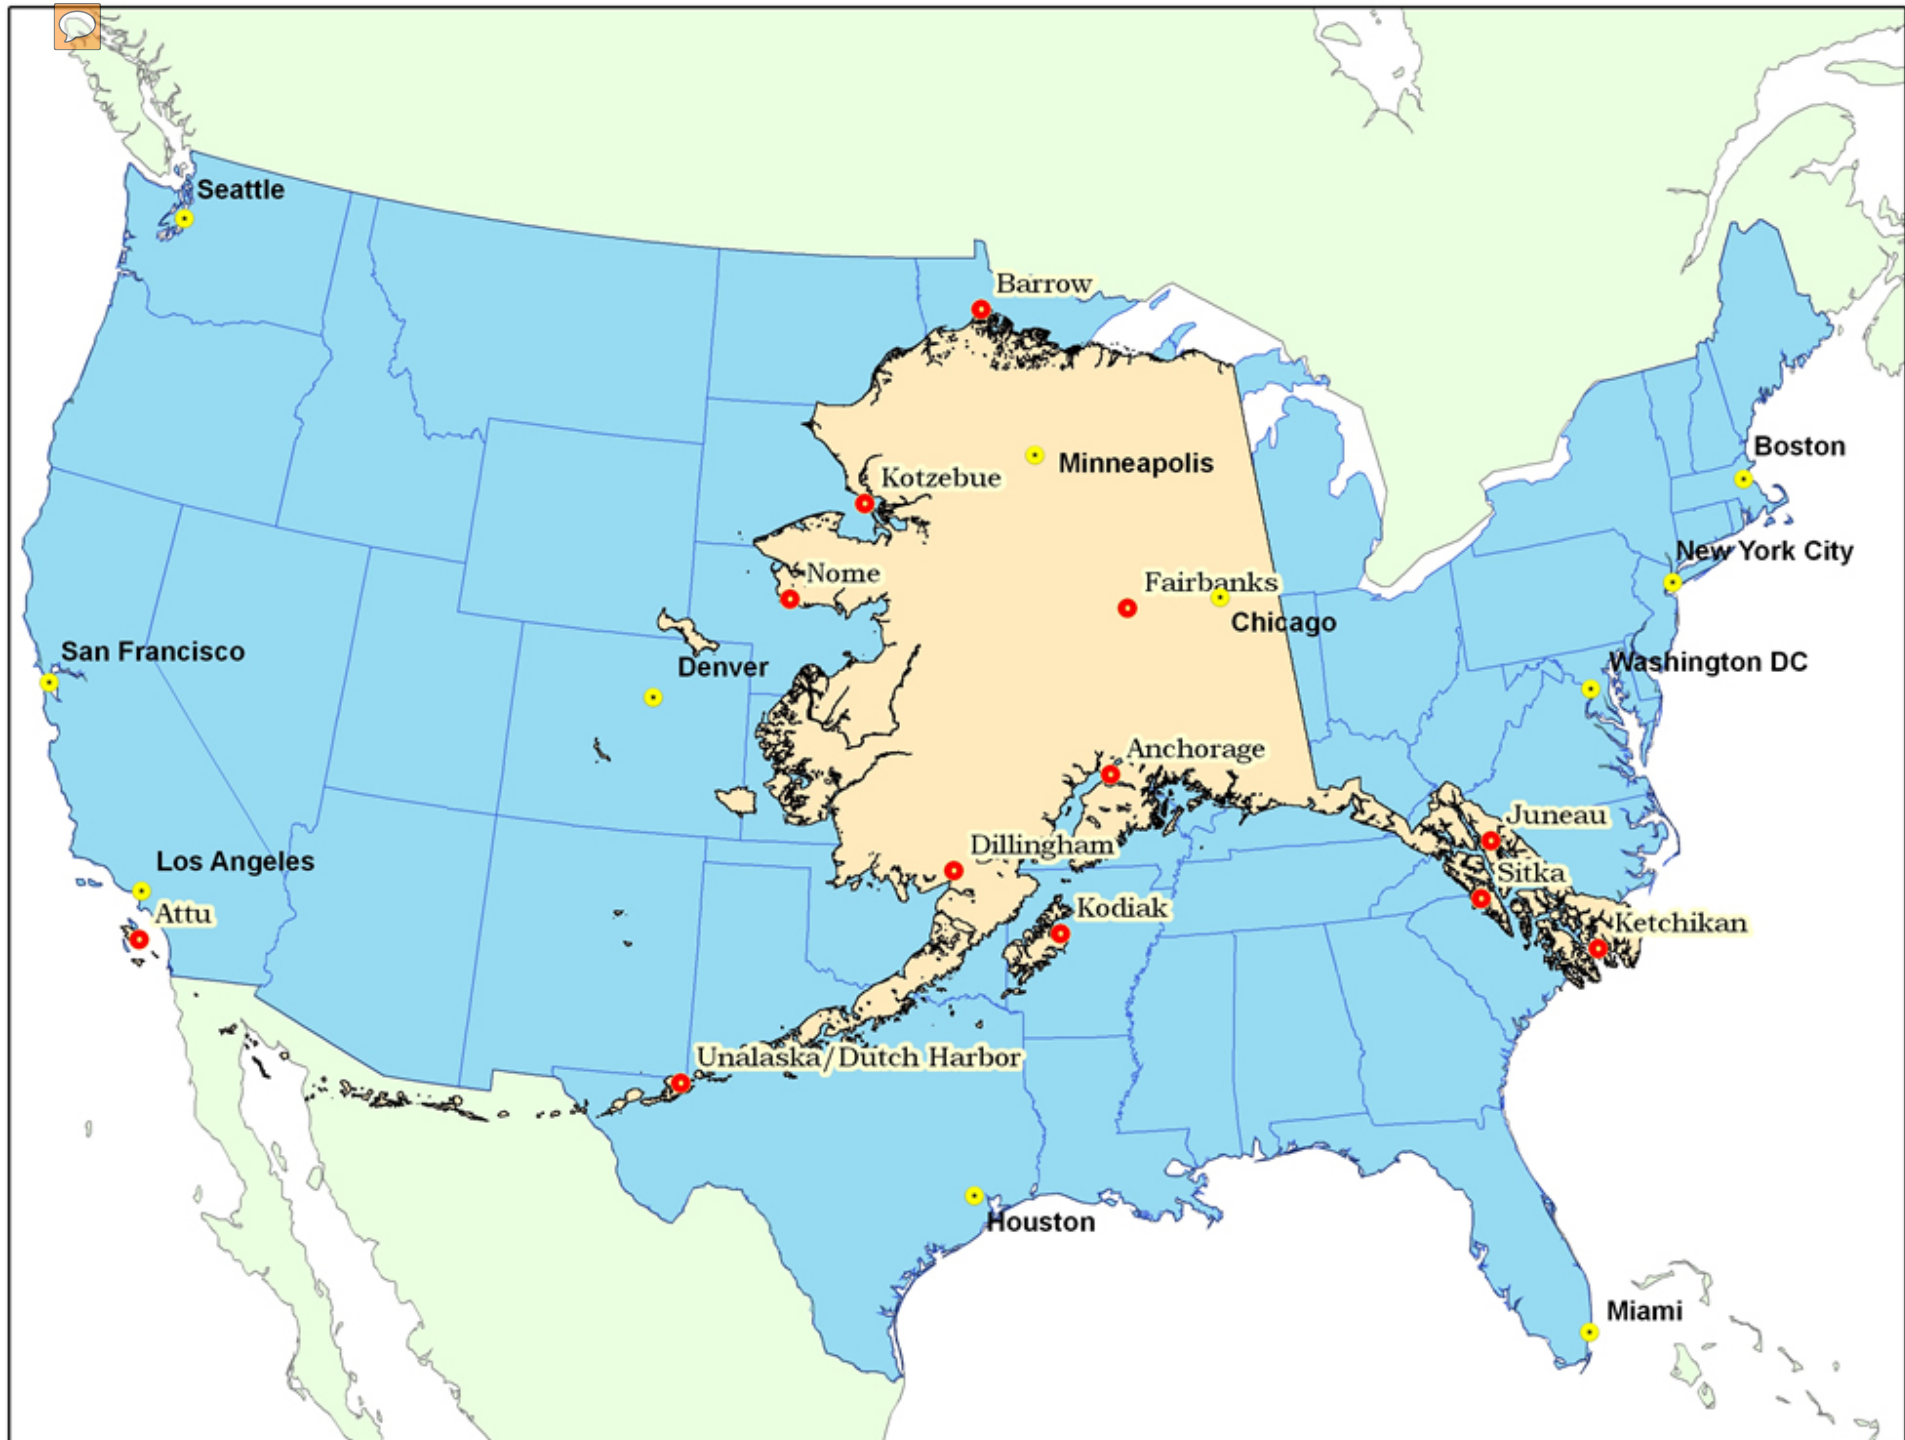 Seattle
Barrow
Boston
Minneapolis
Kotzebue
New York City
Nome
Fairbanks
Chicago
San Francisco
Denver
Washington DC
Anchorage
Juneau
Dillingham
Los Angeles
Sitka
Attu
Kodiak
Ketchikan
Unalaska/Dutch Harbor
Houston
Miami